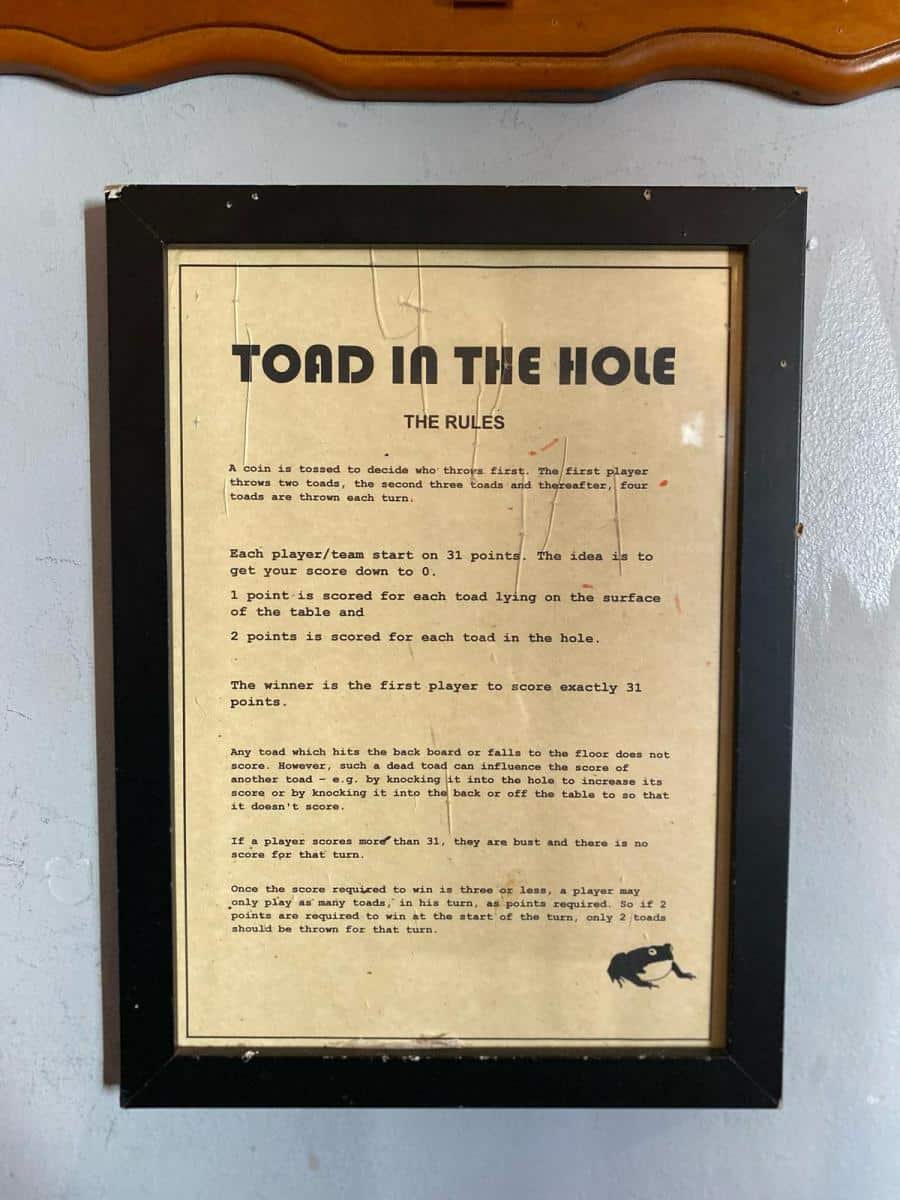 TOAD IN THE HOLE
THE RULES
A coin is tossed to decide who throws first. The first player
throws two toads, the second three toads and thereafter, four
toads are thrown each turn.
Each player/team start on 31 points. The idea is to
get your score down to 0.
1 point is scored for each toad lying on the surface
of the table and
2 points is scored for each toad in the hole.
The winner is the first player to score exactly 31
points.
Any toad which hits the back board or falls to the floor does not
score. However, such a dead toad can influence the score of
another toad – e.g. by knocking it into the hole to increase its
score or by knocking it into the back or off the table to so that
it doesn't score.
If a player scores more than 31, they are bust and there is no
score for that turn.
Once the score required to win is three or less, a player may
only play as many toads, in his turn, as points required. So if 2
points are required to win at the start of the turn, only 2 toads
should be thrown for that turn.